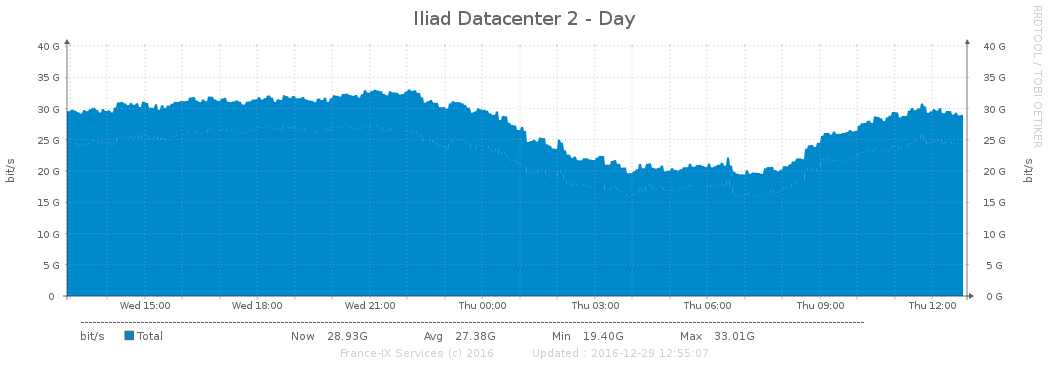 Iliad Datacenter 2 - Day
RRDTOOL / TOBI OETIKER
bit/s
40 G 40 G
35 G 35 G
30 G 30 G
25 G 25 G
20 G 20 G
15 G 15 G
10 G 10 G
5 G 5 G
0 0 G
bit/s
Wed 15:00 Wed 18:00 Wed 21:00 Thu 00:00 Thu 03:00 Thu 06:00 Thu 09:00 Thu 12:00
bit/s Total Now 28.93G Avg 27.38G Min 19.40G Max 33.01G
France-IX Services (c) 2016 Updated : 2016-12-29 12:55:07